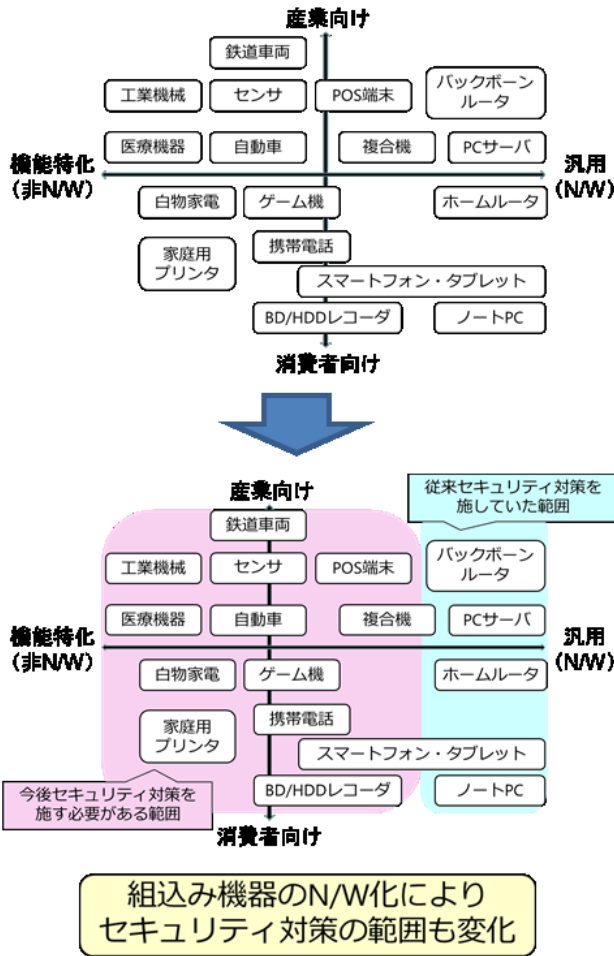 産業向け
鉄道車両
工業機械
センサ
POS端末
バックボーン
ルータ
医療機器
自動車
複合機
PCサーバ
機能特化
(非N/W)
汎用
(N/W)
白物家電
ゲーム機
ホームルータ
家庭用
プリンタ
携帯電話
スマートフォン・タブレット
BD/HDDレコーダ
ノートPC
消費者向け
産業向け
従来セキュリティ対策を
施していた範囲
鉄道車両
工業機械
センサ
POS端末
バックボーン
ルータ
医療機器
自動車
複合機
PCサーバ
機能特化
(非N/W)
汎用
(N/W)
白物家電
ゲーム機
ホームルータ
家庭用
プリンタ
携帯電話
スマートフォン・タブレット
今後セキュリティ対策を
施す必要がある範囲
BD/HDDレコーダ
ノートPC
消費者向け
組込み機器のN/W化により
セキュリティ対策の範囲も変化